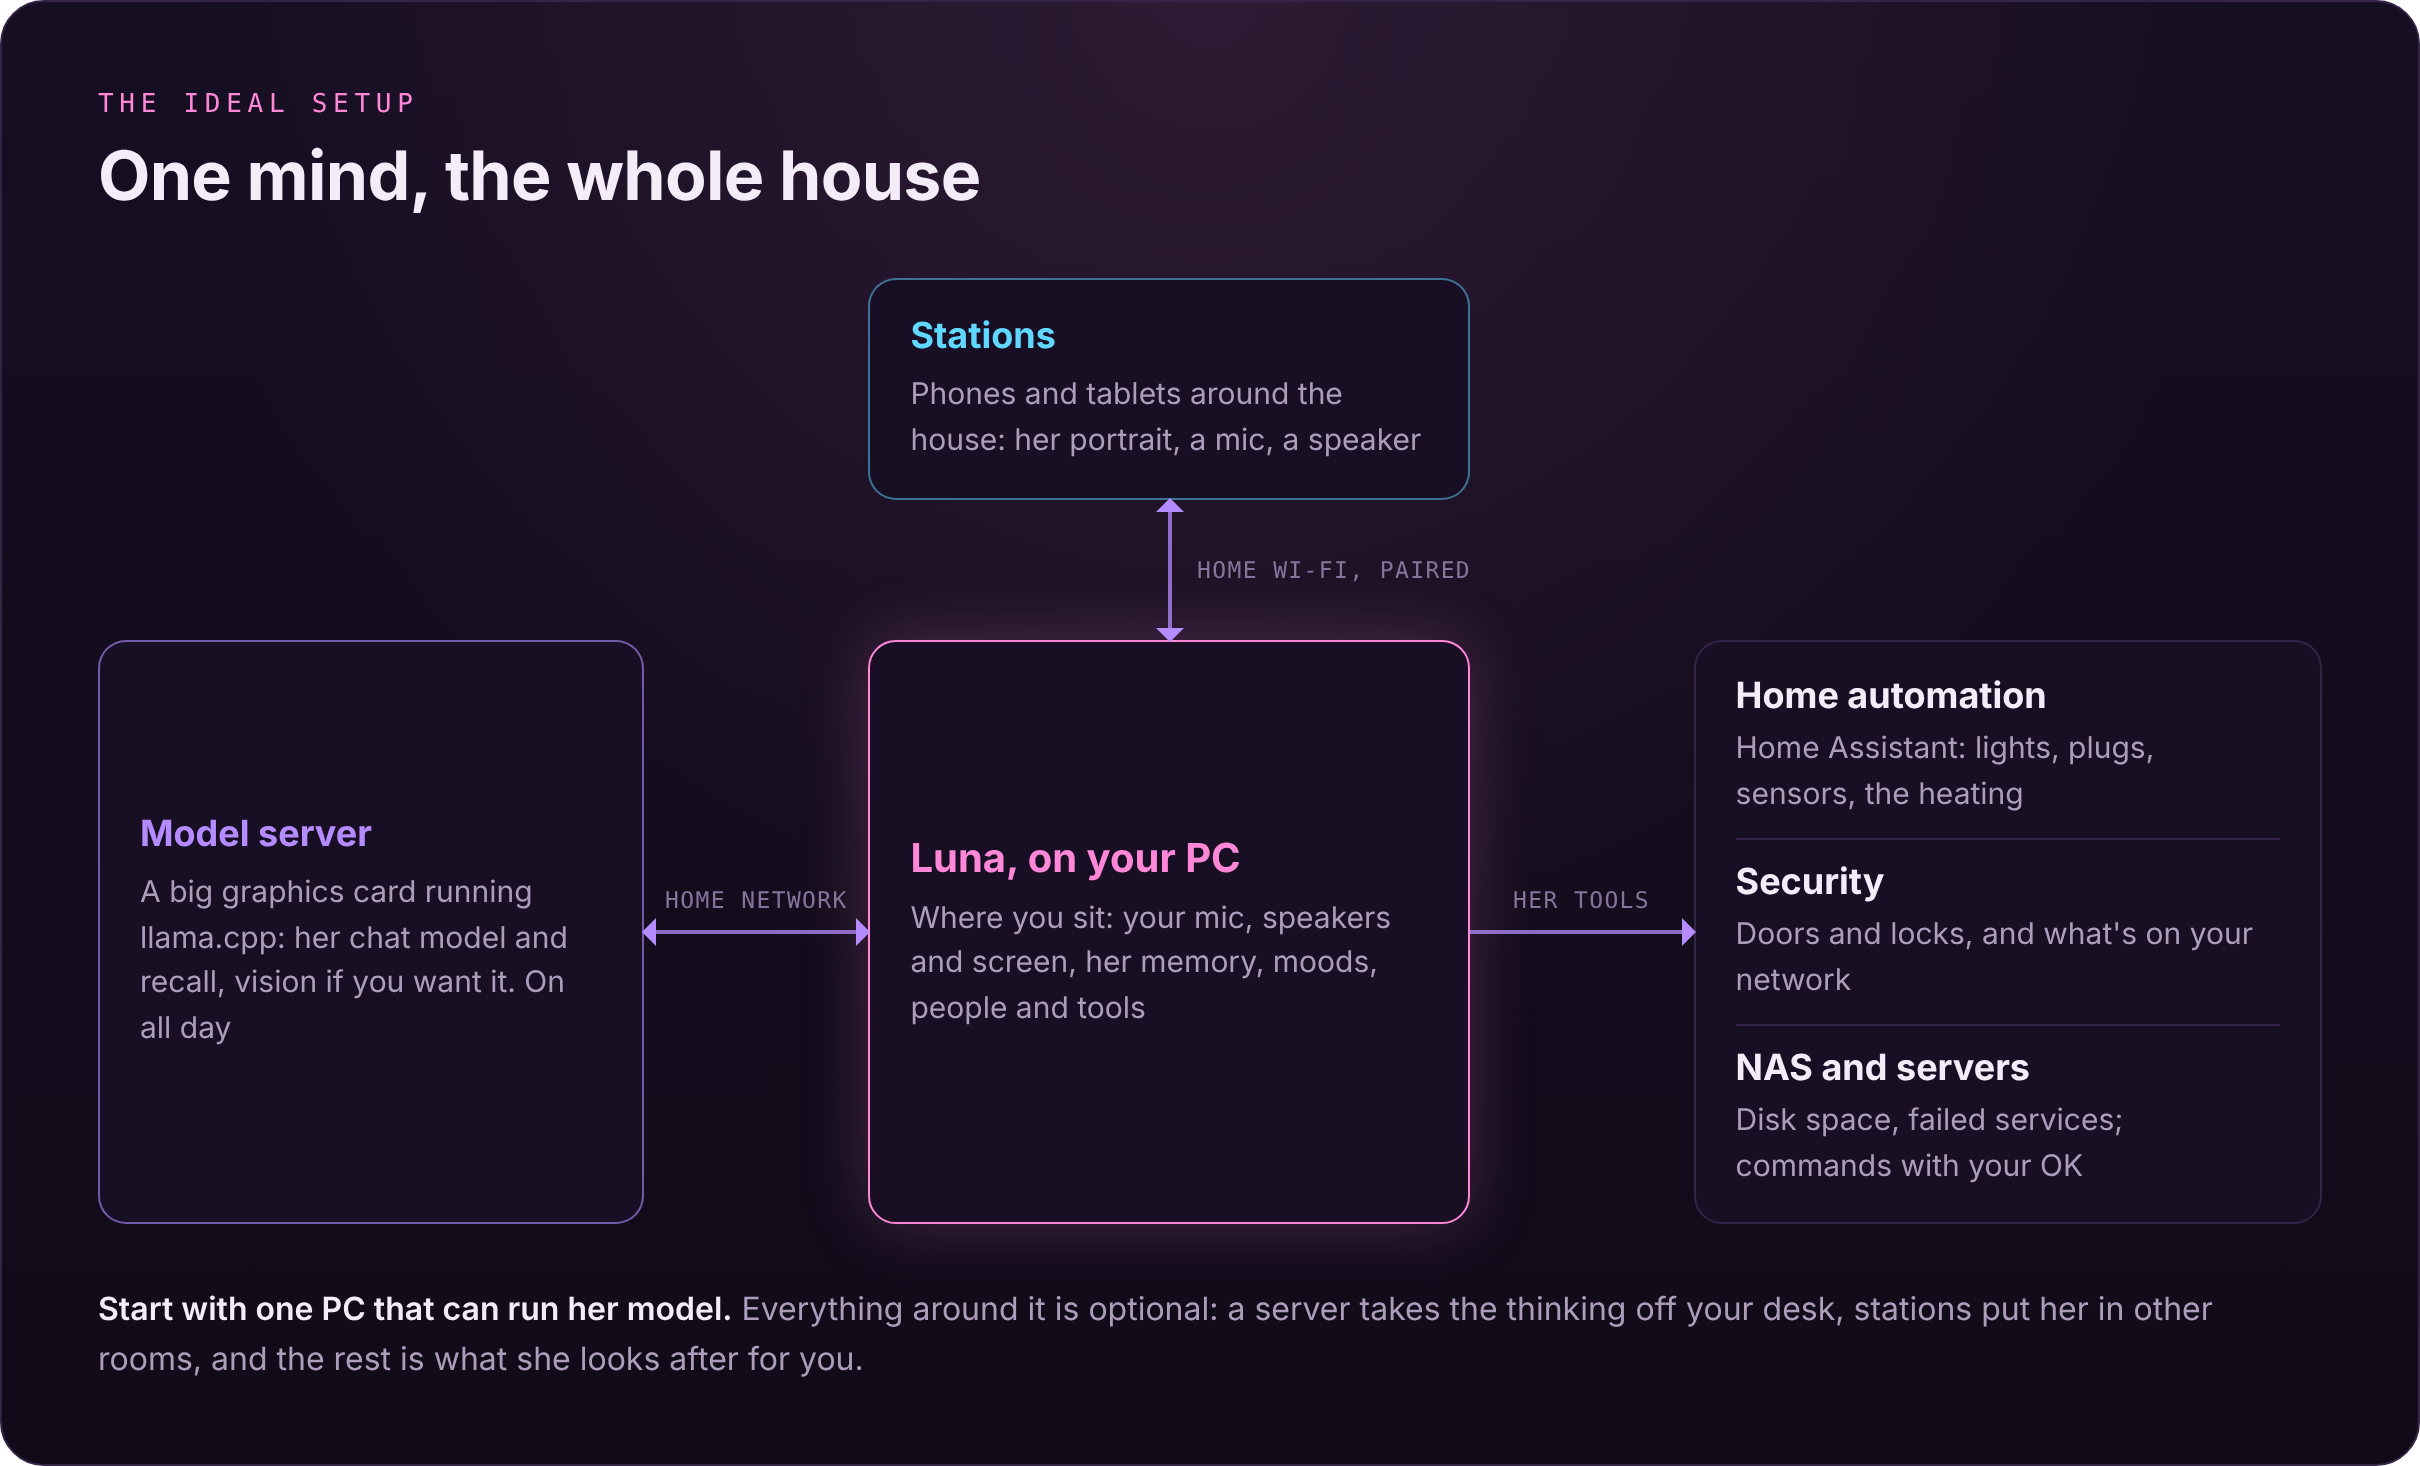 THE IDEAL SETUP
One mind, the whole house
Stations
Phones and tablets around the
house: her portrait, a mic, a speaker
HOME WI-FI, PAIRED
Model server
A big graphics card running
llama.cpp: her chat model and
recall, vision if you want it. On
all day
HOME NETWORK
Luna, on your PC
Where you sit: your mic, speakers
and screen, her memory, moods,
people and tools
HER TOOLS
Home automation
Home Assistant: lights, plugs,
sensors, the heating
Security
Doors and locks, and what's on your
network
NAS and servers
Disk space, failed services;
commands with your OK
Start with one PC that can run her model. Everything around it is optional: a server takes the thinking off your desk, stations put her in other
rooms, and the rest is what she looks after for you.